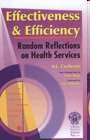 Effectiveness
& Efficiency
Random Reflections
on Health Services
A.L. Cochrane